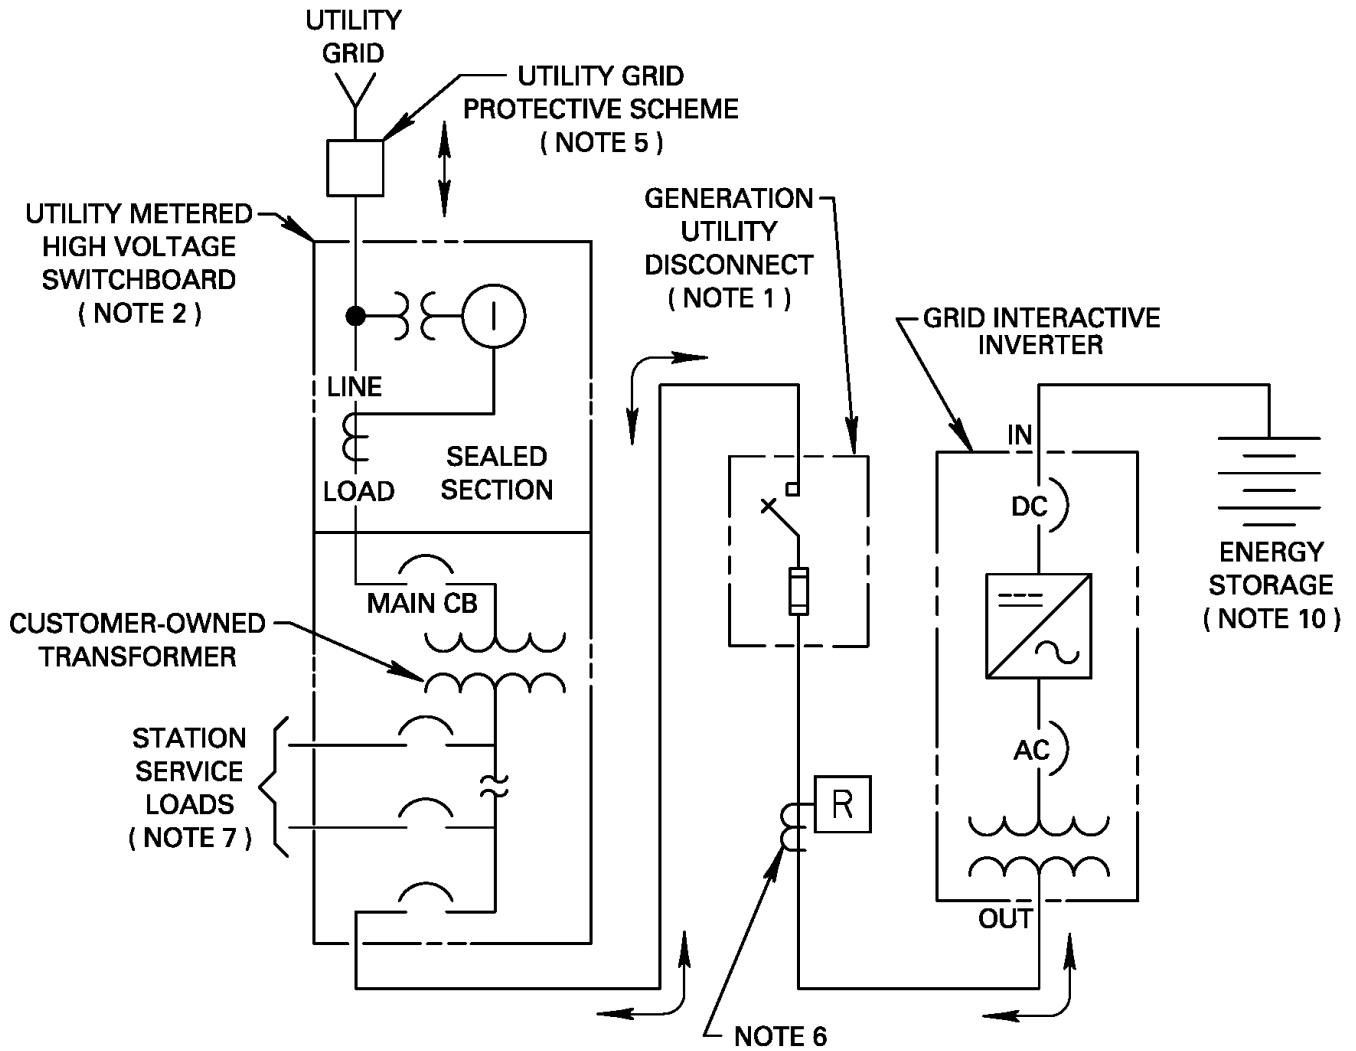 UTILITY
GRID
UTILITY GRID
PROTECTIVE SCHEME
( NOTE 5 )
UTILITY METERED
HIGH VOLTAGE
SWITCHBOARD
( NOTE 2 )
GENERATION
UTILITY
DISCONNECT
( NOTE 1 )
GRID INTERACTIVE
INVERTER
I
LINE
LOAD
SEALED
SECTION
IN
DC
ENERGY
STORAGE
( NOTE 10 )
MAIN CB
CUSTOMER-OWNED
TRANSFORMER
STATION
SERVICE
LOADS
( NOTE 7 )
AC
R
OUT
NOTE 6